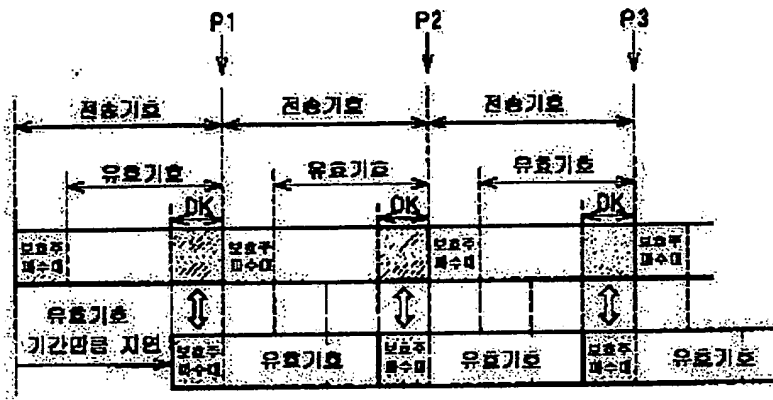 P1 P2 P3
전송기호 전송기호 전송기호
유효기호 유효기호 유효기호
DK DK DK
보호주 보호주 보호주 보호주
파수대 파수대 파수대 파수대
유효기호
기간만큼 지연
보호주 유효기호 보호주 유효기호 보호주 유효기호
파수대 파수대 파수대